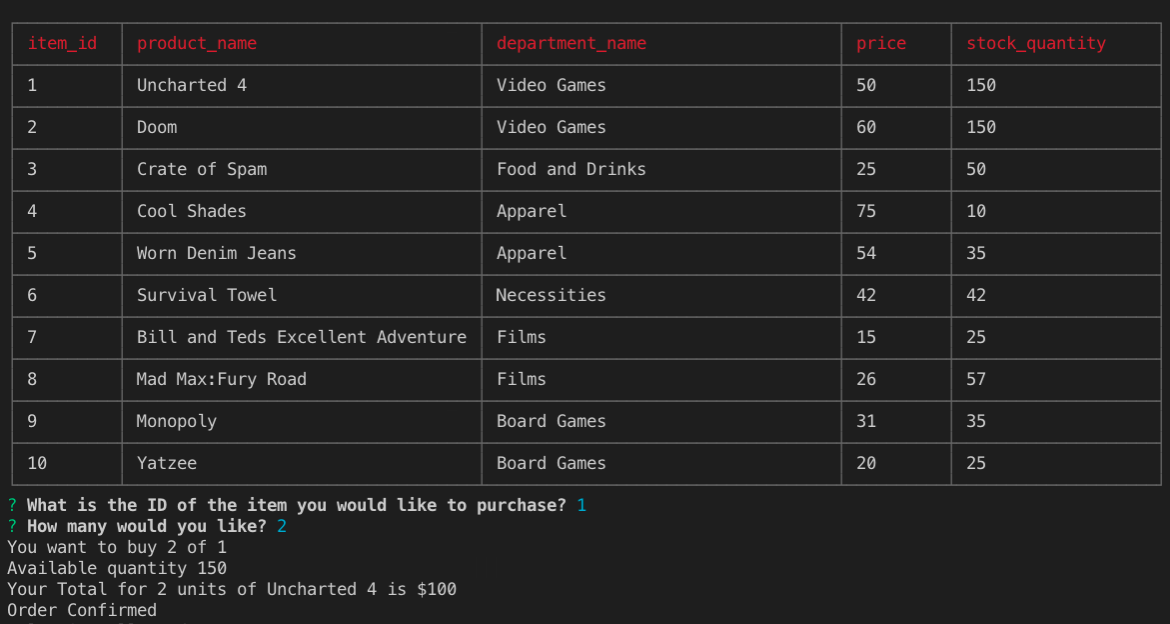 item_id product_name department_name price stock_quantity
1 Uncharted 4 Video Games 50 150
2 Doom Video Games 60 150
3 Crate of Spam Food and Drinks 25 50
4 Cool Shades Apparel 75 10
5 Worn Denim Jeans Apparel 54 35
6 Survival Towel Necessities 42 42
7 Bill and Teds Excellent Adventure Films 15 25
8 Mad Max:Fury Road Films 26 57
9 Monopoly Board Games 31 35
10 Yatzee Board Games 20 25
? What is the ID of the item you would like to purchase? 1
? How many would you like? 2
You want to buy 2 of 1
Available quantity 150
Your Total for 2 units of Uncharted 4 is $100
Order Confirmed